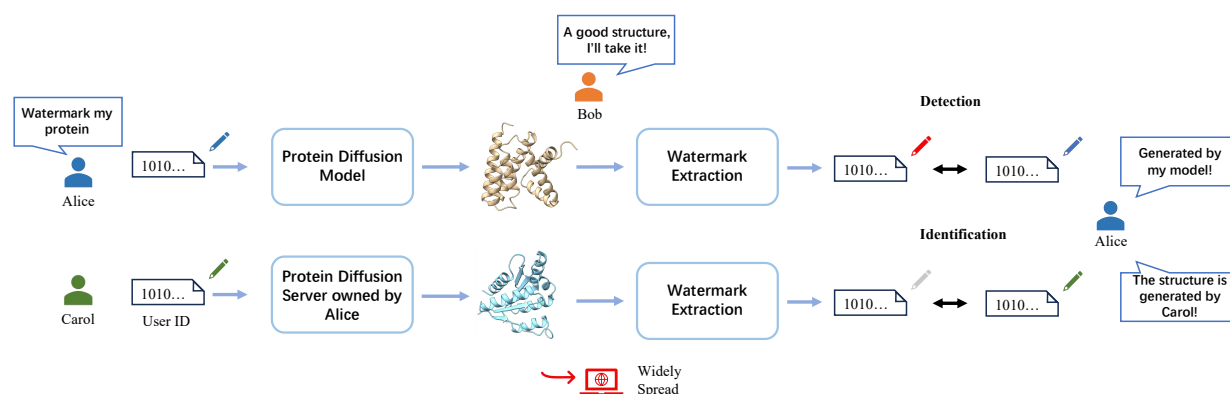 A good structure,
I'll take it!
Bob
Detection
Watermark my
protein
Alice
1010...
Protein Diffusion
Model
Watermark
Extraction
1010...
1010...
Generated by
my model!
Alice
Identification
Carol
1010...
User ID
Protein Diffusion
Server owned by
Alice
Watermark
Extraction
1010...
1010...
The structure is
generated by
Carol!
Widely
Spread